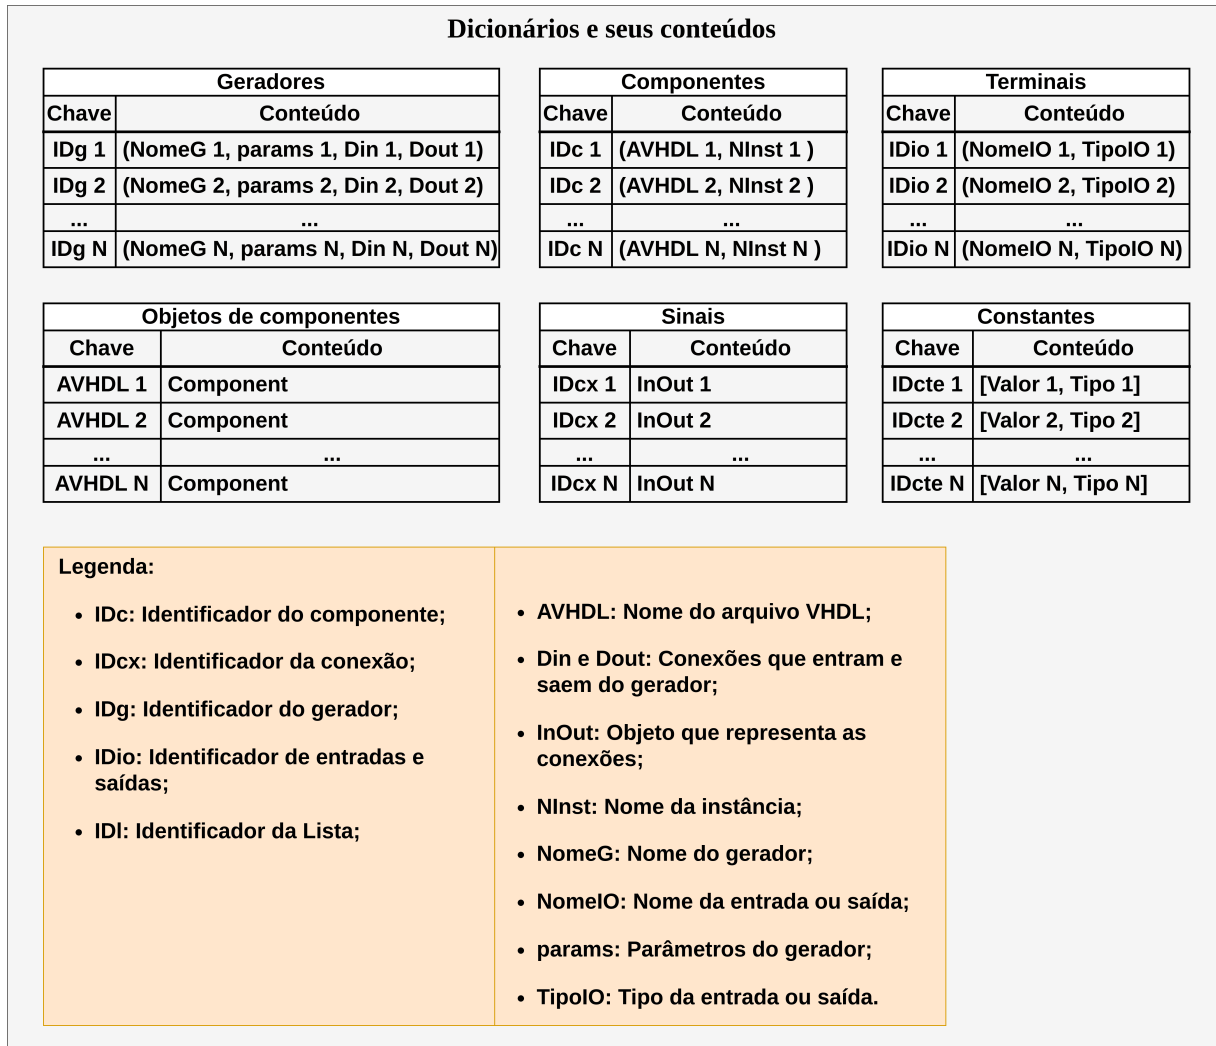 Dicionários e seus conteúdos
Geradores
Chave Conteúdo
IDg 1 (NomeG 1, params 1, Din 1, Dout 1)
IDg 2 (NomeG 2, params 2, Din 2, Dout 2)
... ...
IDg N (NomeG N, params N, Din N, Dout N)
Componentes
Chave Conteúdo
IDc 1 (AVHDL 1, NInst 1 )
IDc 2 (AVHDL 2, NInst 2 )
... ...
IDc N (AVHDL N, NInst N )
Terminais
Chave Conteúdo
IDio 1 (NomeIO 1, TipoIO 1)
IDio 2 (NomeIO 2, TipoIO 2)
... ...
IDio N (NomeIO N, TipoIO N)
Objetos de componentes
Chave Conteúdo
AVHDL 1 Component
AVHDL 2 Component
... ...
AVHDL N Component
Sinais
Chave Conteúdo
IDcx 1 InOut 1
IDcx 2 InOut 2
... ...
IDcx N InOut N
Constantes
Chave Conteúdo
IDcte 1 [Valor 1, Tipo 1]
IDcte 2 [Valor 2, Tipo 2]
... ...
IDcte N [Valor N, Tipo N]
Legenda:
• IDc: Identificador do componente;
• IDcx: Identificador da conexão;
• IDg: Identificador do gerador;
• IDio: Identificador de entradas e
saídas;
• IDl: Identificador da Lista;
• AVHDL: Nome do arquivo VHDL;
• Din e Dout: Conexões que entram e
saem do gerador;
• InOut: Objeto que representa as
conexões;
• NInst: Nome da instância;
• NomeG: Nome do gerador;
• NomeIO: Nome da entrada ou saída;
• params: Parâmetros do gerador;
• TipoIO: Tipo da entrada ou saída.